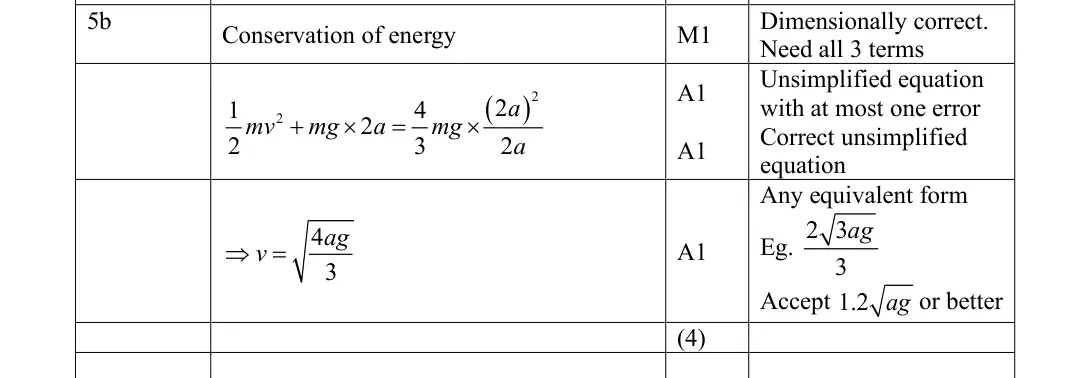 5b
Conservation of energy
M1
Dimensionally correct.
Need all 3 terms
1/2 mv² + mg × 2a = 4/3 mg × (2a)²/2a
A1
A1
Unsimplified equation
with at most one error
Correct unsimplified
equation
⇒ v = √(4ag/3)
A1
Any equivalent form
Eg. 2√3ag/3
Accept 1.2√ag or better
(4)